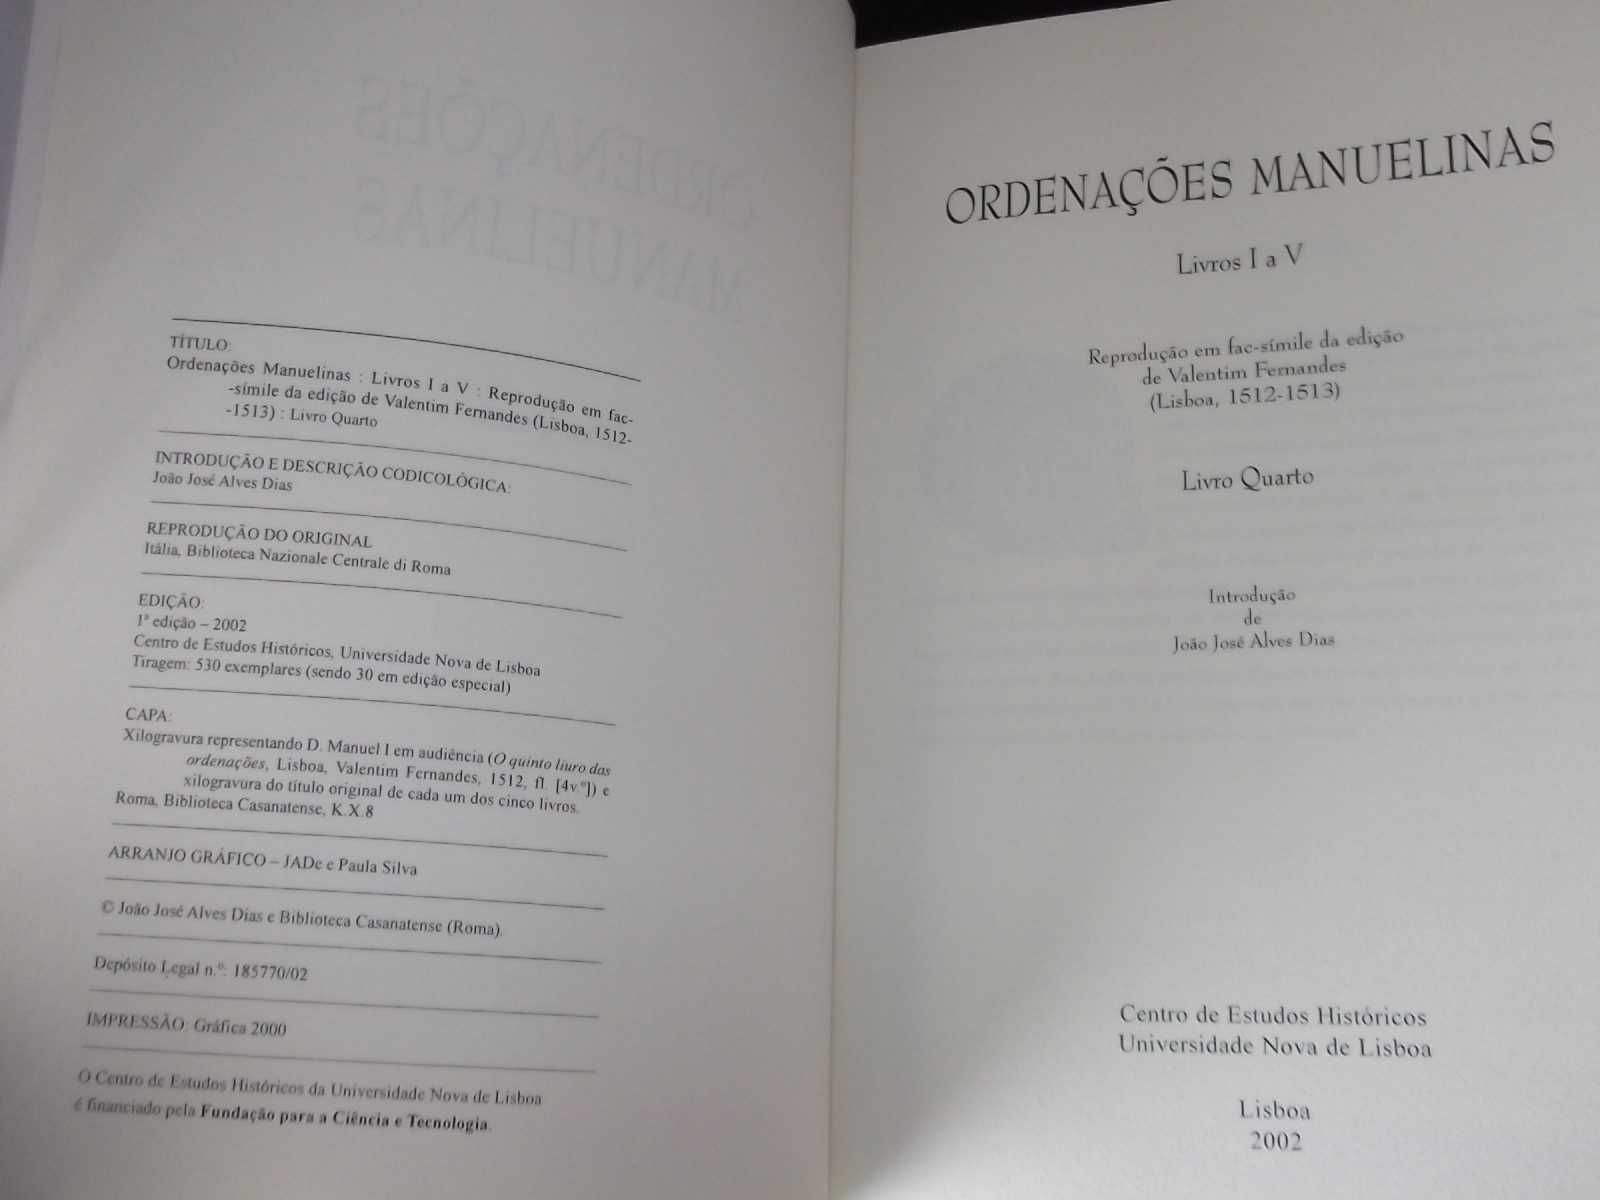 TÍTULO:
Ordenações Manuelinas : Livros I a V : Reprodução em fac-
-símile da edição de Valentim Fernandes (Lisboa, 1512-
-1513) : Livro Quarto
INTRODUÇÃO E DESCRIÇÃO CODICOLÓGICA:
João José Alves Dias
REPRODUÇÃO DO ORIGINAL
Itália, Biblioteca Nazionale Centrale di Roma
EDIÇÃO:
1ª edição – 2002
Centro de Estudos Históricos, Universidade Nova de Lisboa
Tiragem: 530 exemplares (sendo 30 em edição especial)
CAPA:
Xilogravura representando D. Manuel I em audiência (O quinto liuro das
ordenações, Lisboa, Valentim Fernandes, 1512, fl. [4v.º]) e
xilogravura do título original de cada um dos cinco livros.
Roma, Biblioteca Casanatense, K.X.8
ARRANJO GRÁFICO – JADe e Paula Silva
© João José Alves Dias e Biblioteca Casanatense (Roma).
Depósito Legal n.º: 185770/02
IMPRESSÃO: Gráfica 2000
O Centro de Estudos Históricos da Universidade Nova de Lisboa
é financiado pela Fundação para a Ciência e Tecnologia.
ORDENAÇÕES MANUELINAS
Livros I a V
Reprodução em fac-símile da edição
de Valentim Fernandes
(Lisboa, 1512-1513)
Livro Quarto
Introdução
de
João José Alves Dias
Centro de Estudos Históricos
Universidade Nova de Lisboa
Lisboa
2002